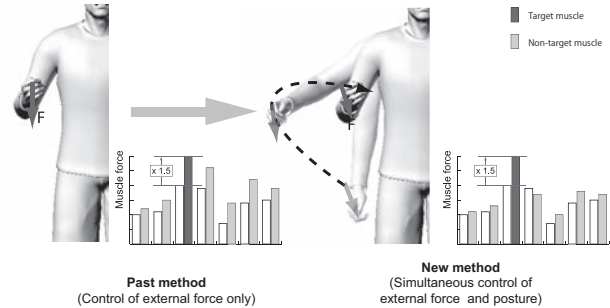 Target muscle
Non-target muscle
F
F
Muscle force
x 1.5
Muscle force
x 1.5
Past method
(Control of external force only)
New method
(Simultaneous control of
external force and posture)